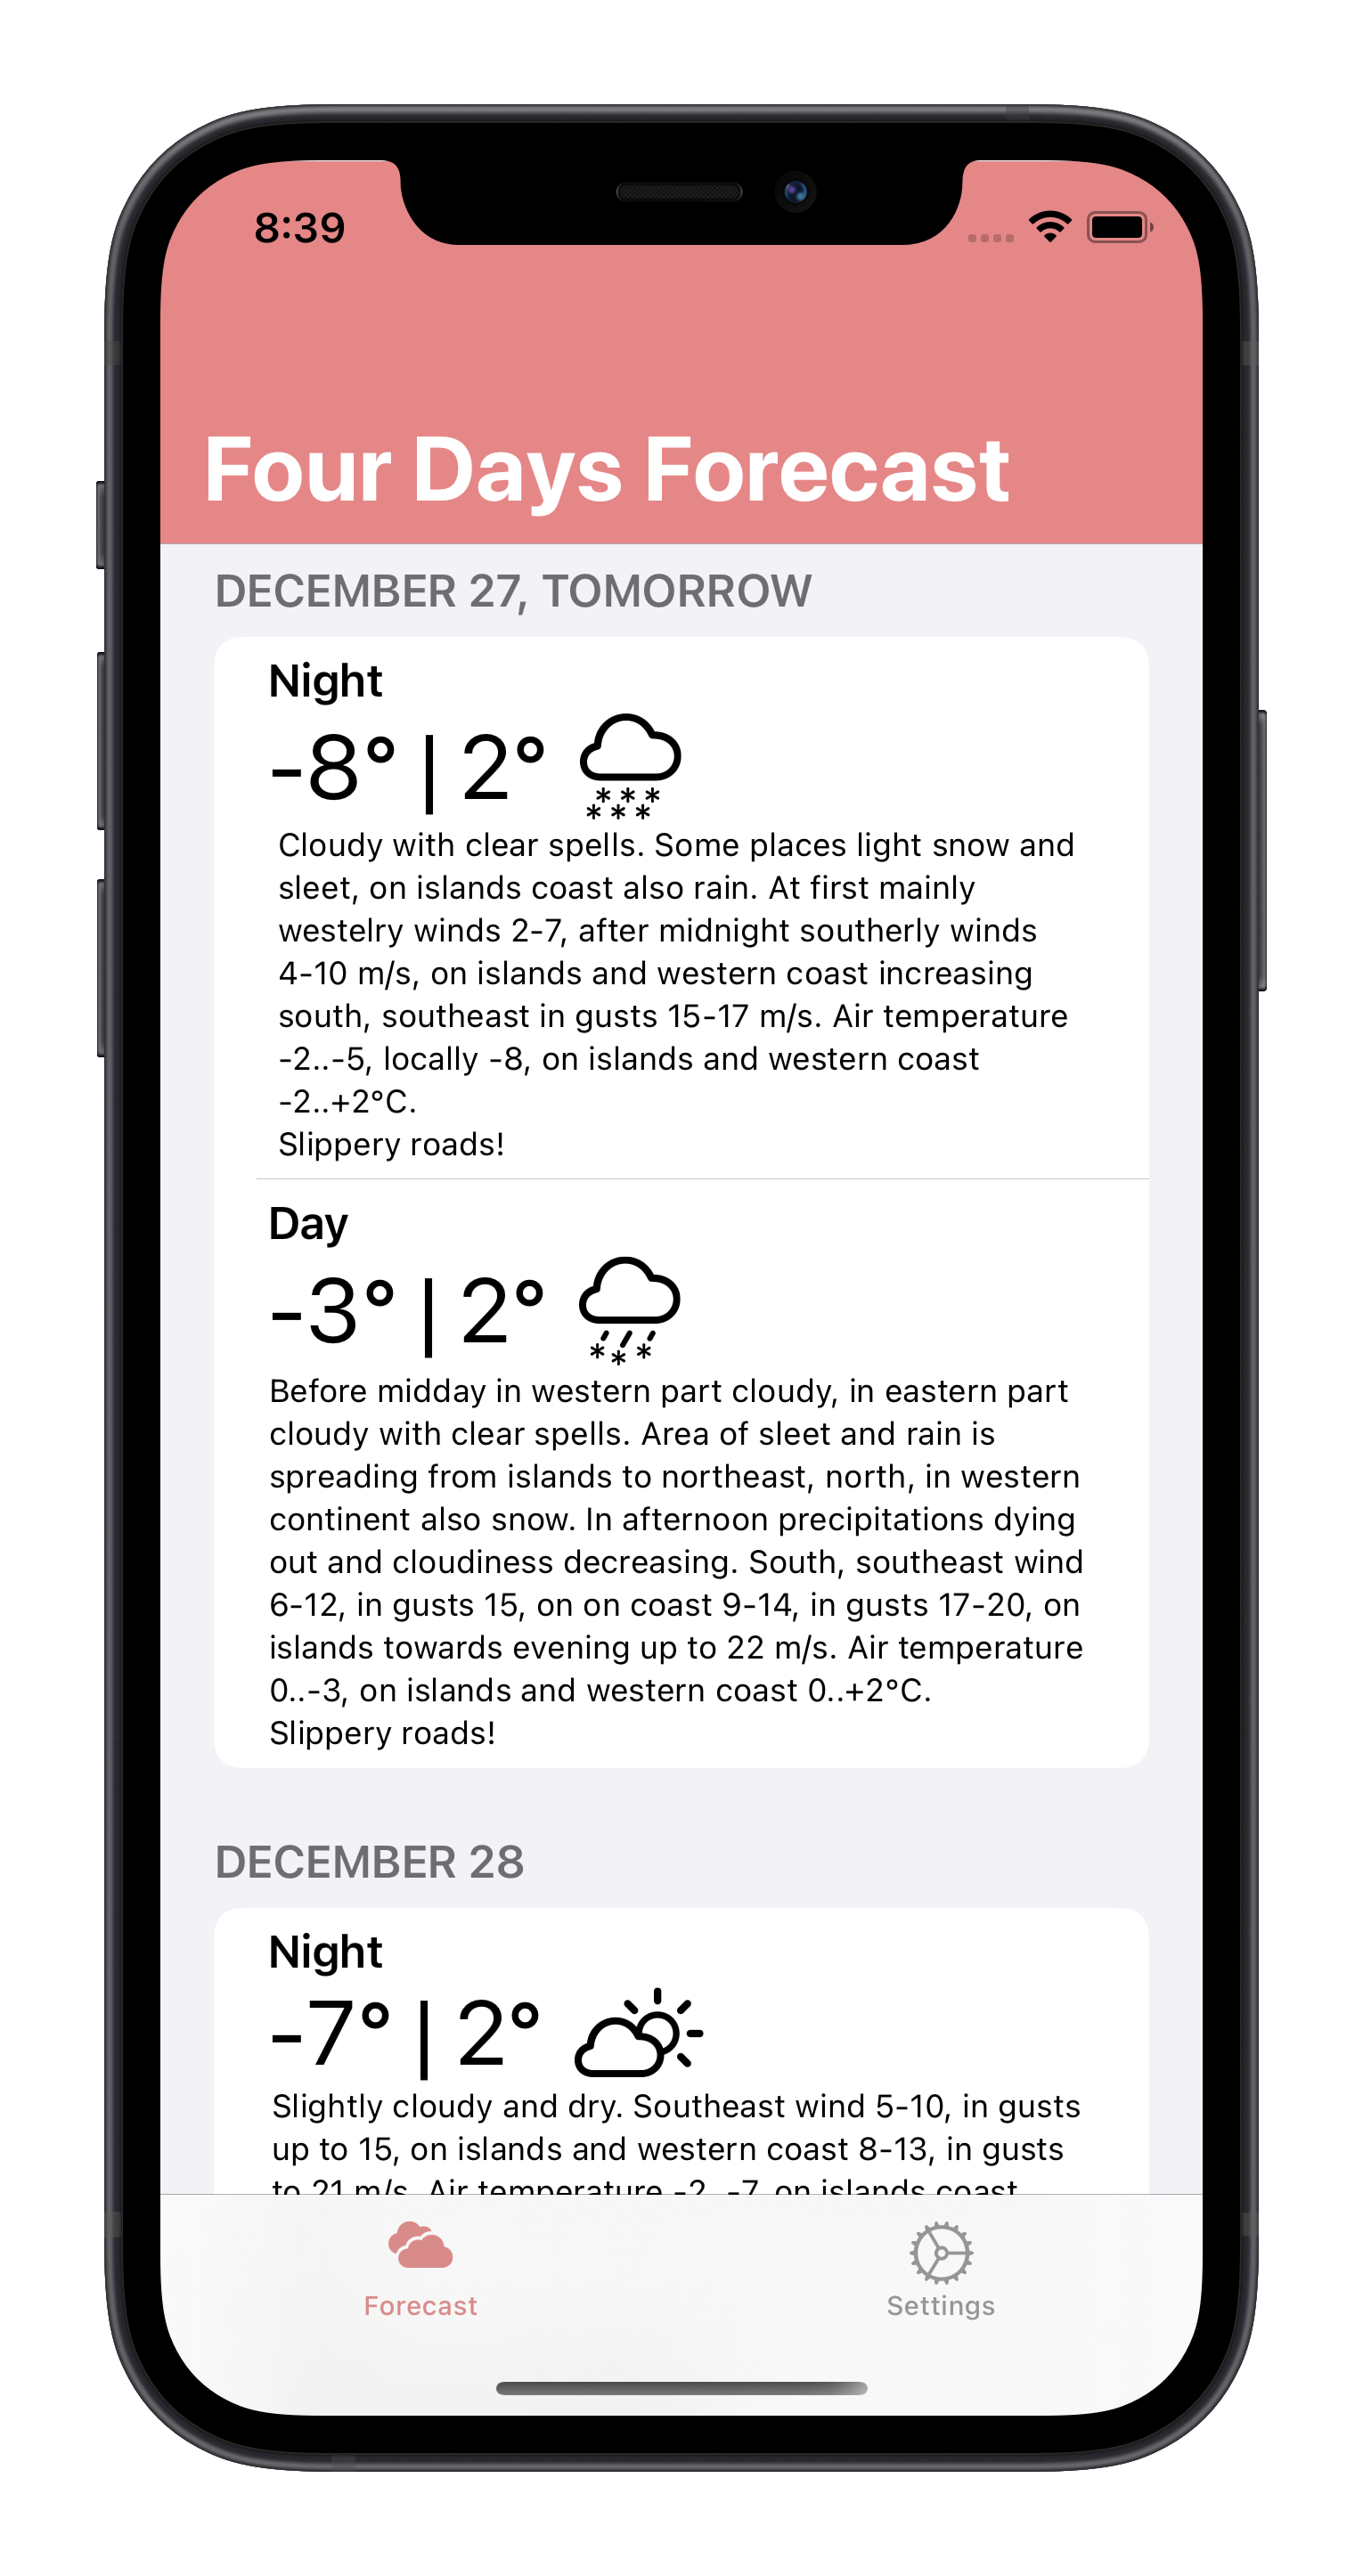 8:39
Four Days Forecast
DECEMBER 27, TOMORROW
Night
-8° | 2°
Cloudy with clear spells. Some places light snow and
sleet, on islands coast also rain. At first mainly
westelry winds 2-7, after midnight southerly winds
4-10 m/s, on islands and western coast increasing
south, southeast in gusts 15-17 m/s. Air temperature
-2..-5, locally -8, on islands and western coast
-2..+2°C.
Slippery roads!
Day
-3° | 2°
Before midday in western part cloudy, in eastern part
cloudy with clear spells. Area of sleet and rain is
spreading from islands to northeast, north, in western
continent also snow. In afternoon precipitations dying
out and cloudiness decreasing. South, southeast wind
6-12, in gusts 15, on on coast 9-14, in gusts 17-20, on
islands towards evening up to 22 m/s. Air temperature
0..-3, on islands and western coast 0..+2°C.
Slippery roads!
DECEMBER 28
Night
-7° | 2°
Slightly cloudy and dry. Southeast wind 5-10, in gusts
up to 15, on islands and western coast 8-13, in gusts
to 21 m/s. Air temperature -2..-7, on islands coast
Forecast
Settings